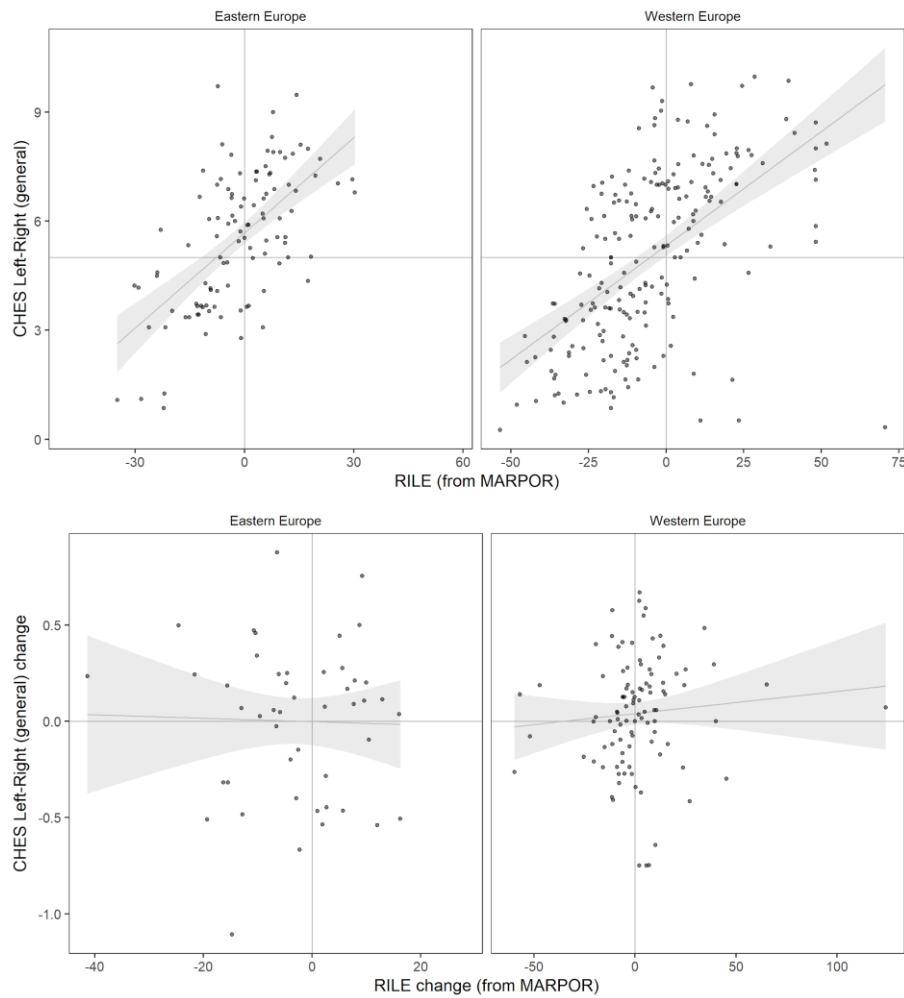 Eastern Europe Western Europe
CHES Left-Right (general)
9
6
3
0
-30 0 30 60 -50 -25 0 25 50 75
RILE (from MARPOR)
Eastern Europe Western Europe
CHES Left-Right (general) change
0.5
0.0
-0.5
-1.0
-40 -20 0 20 -50 0 50 100
RILE change (from MARPOR)